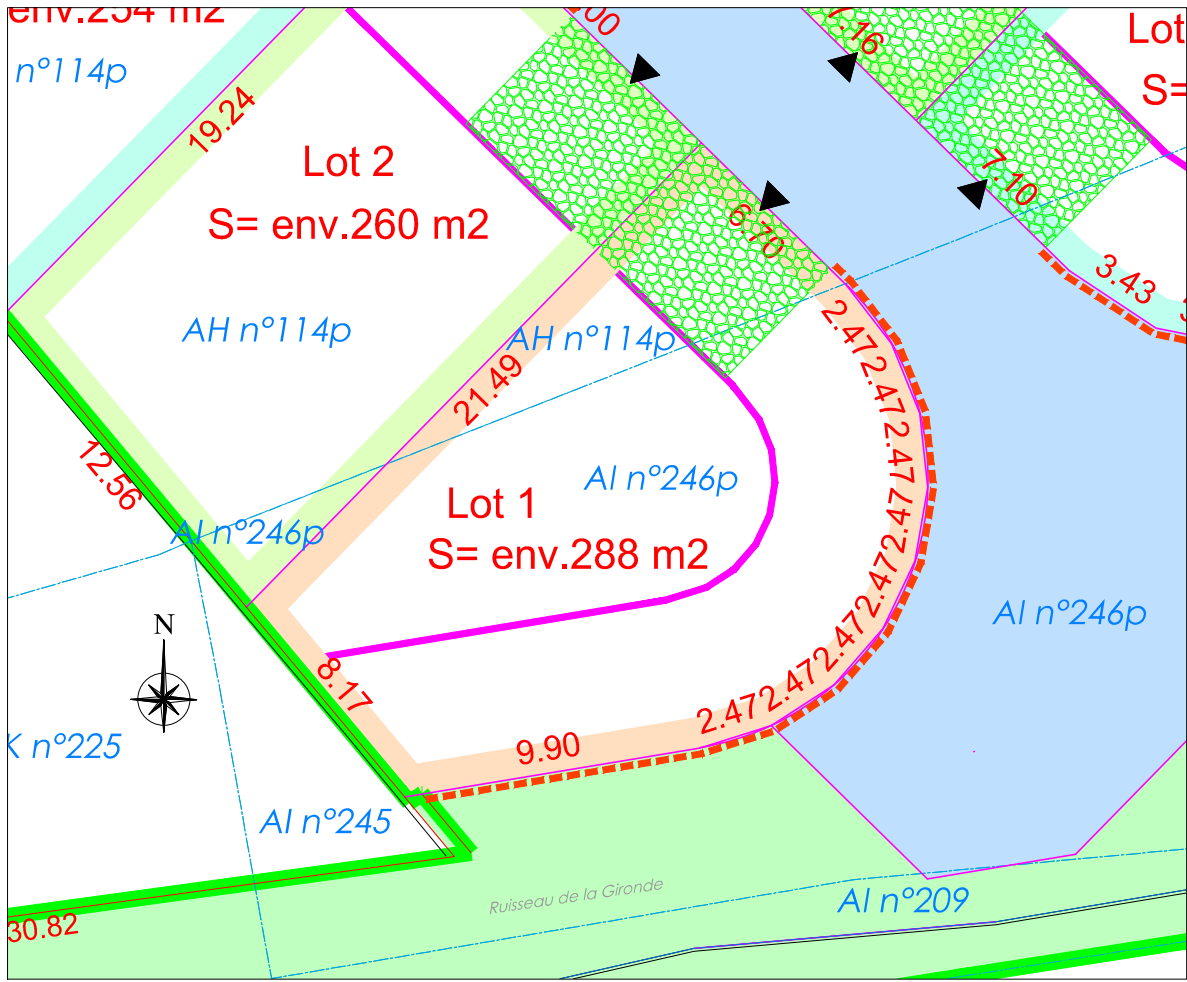 env.254 m2
n°114p
19.24
.00
7.16
Lot
S=
Lot 2
S= env.260 m2
7.10
6.70
3.43
AH n°114p
AH n°114p
2.47
2.47
2.47
2.47
2.47
2.47
2.47
2.47
21.49
12.56
AI n°246p
AI n°246p
Lot 1
S= env.288 m2
AI n°246p
N
8.17
9.90
K n°225
AI n°245
Ruisseau de la Gironde
AI n°209
30.82